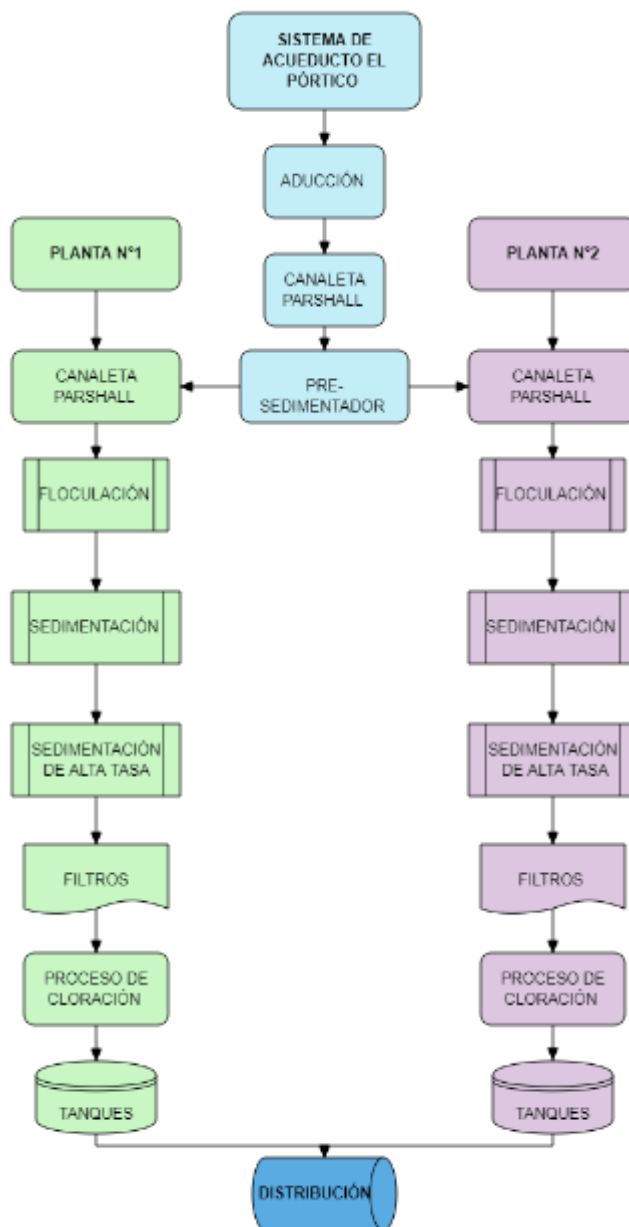 SISTEMA DE
ACUEDUCTO EL
PÓRTICO
ADUCCIÓN
CANALETA
PARSHALL
PRE-
SEDIMENTADOR
PLANTA N°1
CANALETA
PARSHALL
FLOCULACIÓN
SEDIMENTACIÓN
SEDIMENTACIÓN
DE ALTA TASA
FILTROS
PROCESO DE
CLORACIÓN
TANQUES
PLANTA N°2
CANALETA
PARSHALL
FLOCULACIÓN
SEDIMENTACIÓN
SEDIMENTACIÓN
DE ALTA TASA
FILTROS
PROCESO DE
CLORACIÓN
TANQUES
DISTRIBUCIÓN